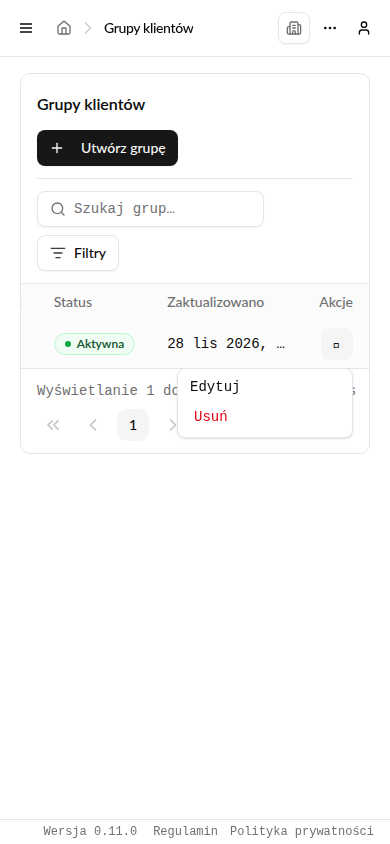 Grupy klientów
Grupy klientów
Utwórz grupę
Szukaj grup…
Filtry
Status Zaktualizowano Akcje
Aktywna 28 lis 2026, …
Wyświetlanie 1 do
Edytuj
Usuń
1
Wersja 0.11.0 Regulamin Polityka prywatności